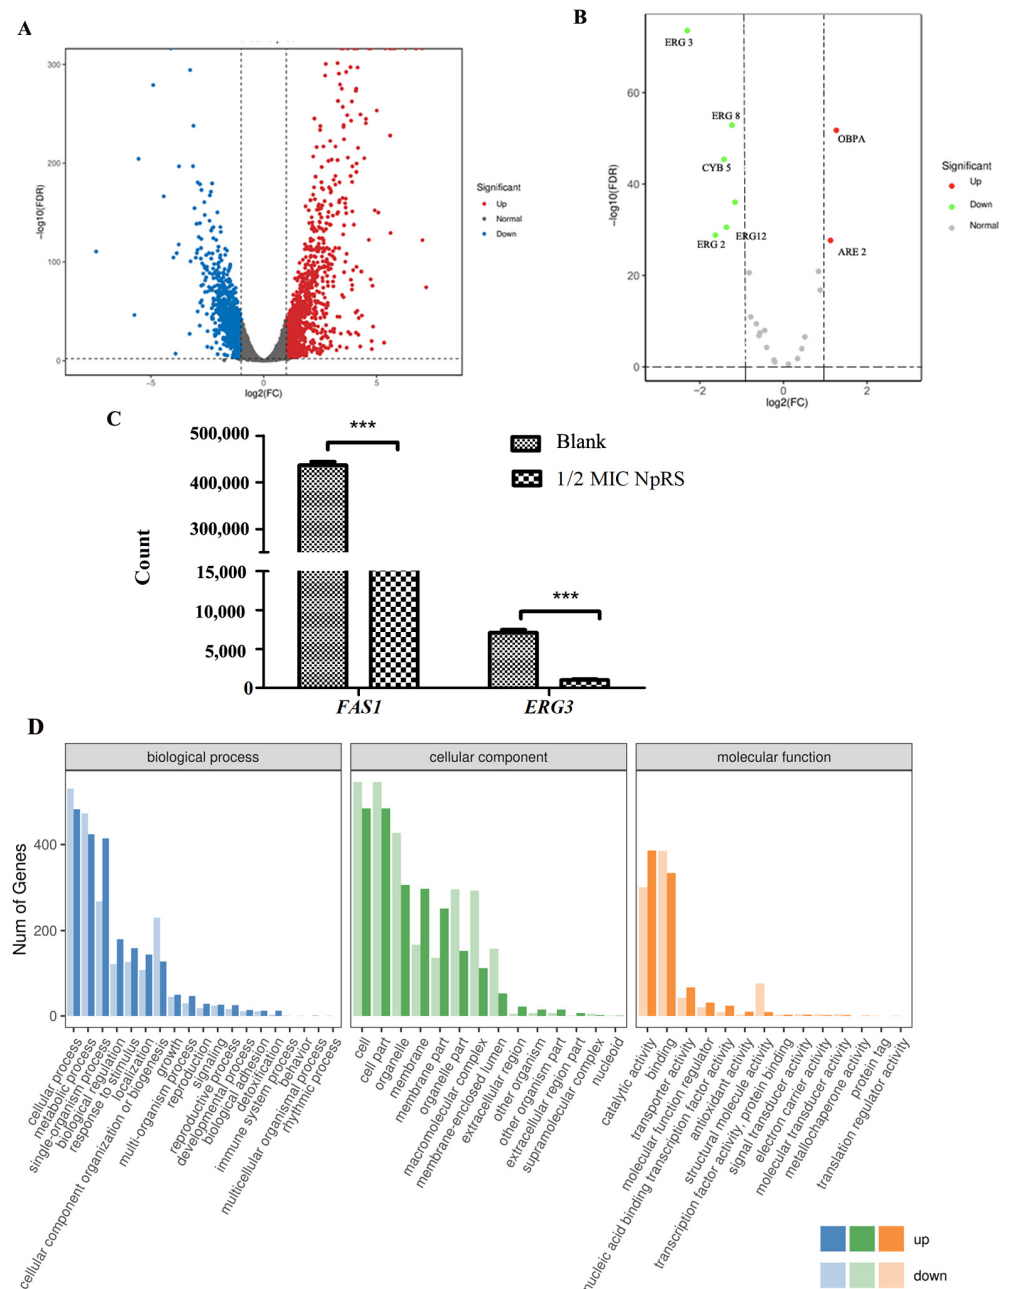 A
300
200
100
0
−5
0
5
−log10(FDR)
log2(FC)
Significant
Up
Normal
Down
B
ERG 3
ERG 8
CYB 5
ERG 2
ERG12
OBPA
ARE 2
60
40
20
0
−2
0
2
−log10(FDR)
log2(FC)
Significant
Up
Down
Normal
C
500,000
400,000
300,000
15,000
10,000
5,000
0
Count
***
***
Blank
1/2 MIC NpRS
FAS1
ERG3
D
biological process
cellular component
molecular function
Num of Genes
400
200
0
cellular process
metabolic process
single-organism process
biological regulation
response to stimulus
localization
cellular component organization or biogenesis
growth
multi-organism process
reproduction
signaling
reproductive process
developmental process
biological adhesion
detoxification
immune system process
behavior
multicellular organismal process
rhythmic process
cell
cell part
organelle
membrane
membrane part
organelle part
macromolecular complex
membrane-enclosed lumen
extracellular region
other organism
other organism part
extracellular region part
supramolecular complex
nucleoid
catalytic activity
binding
transporter activity
molecular function regulator
nucleic acid binding transcription factor activity
antioxidant activity
structural molecule activity
transcription factor activity, protein binding
signal transducer activity
electron carrier activity
molecular transducer activity
metallochaperone activity
protein tag
translation regulator activity
up
down